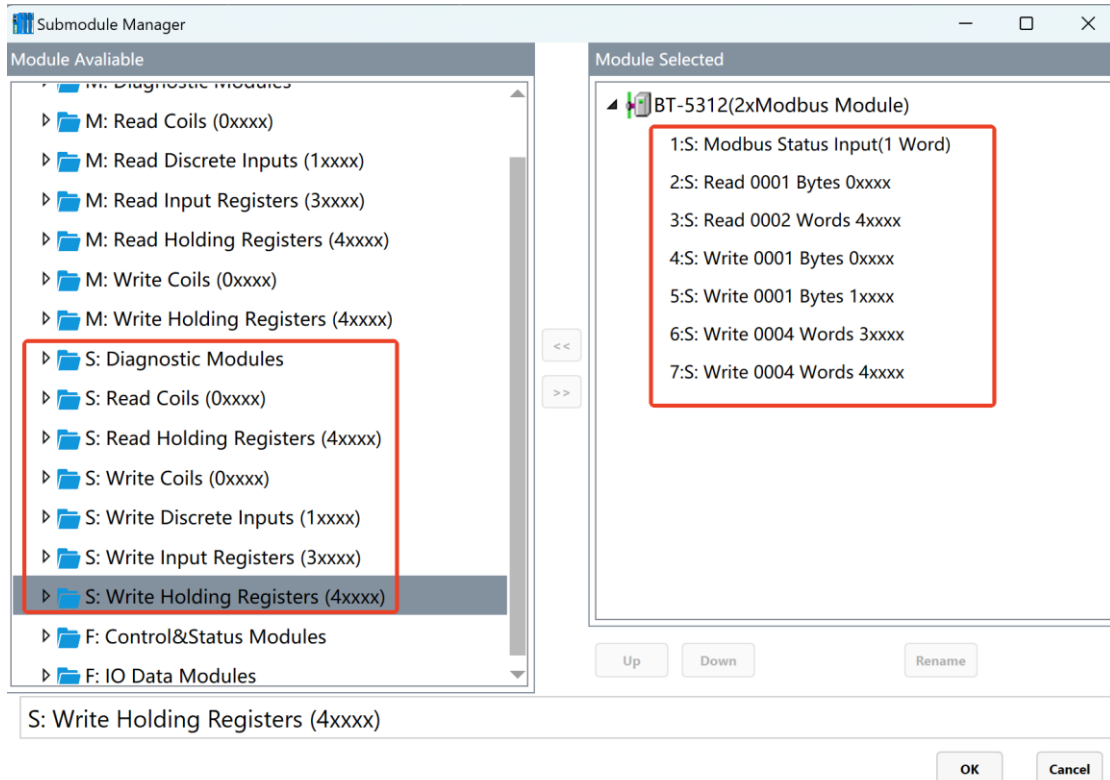 Submodule Manager
Module Avaliable
M: Diagnostic Modules
M: Read Coils (0xxxx)
M: Read Discrete Inputs (1xxxx)
M: Read Input Registers (3xxxx)
M: Read Holding Registers (4xxxx)
M: Write Coils (0xxxx)
M: Write Holding Registers (4xxxx)
S: Diagnostic Modules
S: Read Coils (0xxxx)
S: Read Holding Registers (4xxxx)
S: Write Coils (0xxxx)
S: Write Discrete Inputs (1xxxx)
S: Write Input Registers (3xxxx)
S: Write Holding Registers (4xxxx)
F: Control&Status Modules
F: IO Data Modules
<<
>>
Module Selected
BT-5312(2xModbus Module)
1:S: Modbus Status Input(1 Word)
2:S: Read 0001 Bytes 0xxxx
3:S: Read 0002 Words 4xxxx
4:S: Write 0001 Bytes 0xxxx
5:S: Write 0001 Bytes 1xxxx
6:S: Write 0004 Words 3xxxx
7:S: Write 0004 Words 4xxxx
Up
Down
Rename
S: Write Holding Registers (4xxxx)
OK
Cancel